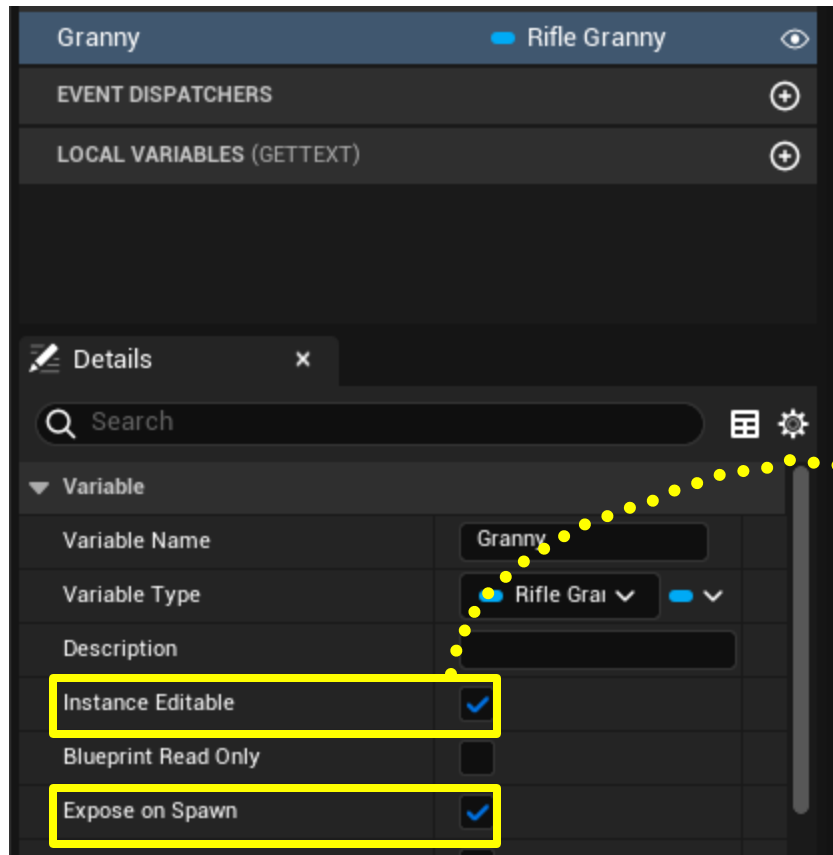 Granny Rifle Granny
EVENT DISPATCHERS
LOCAL VARIABLES (GETTEXT)
Details
Search
Variable
Variable Name Granny
Variable Type Rifle Gra
Description
Instance Editable
Blueprint Read Only
Expose on Spawn